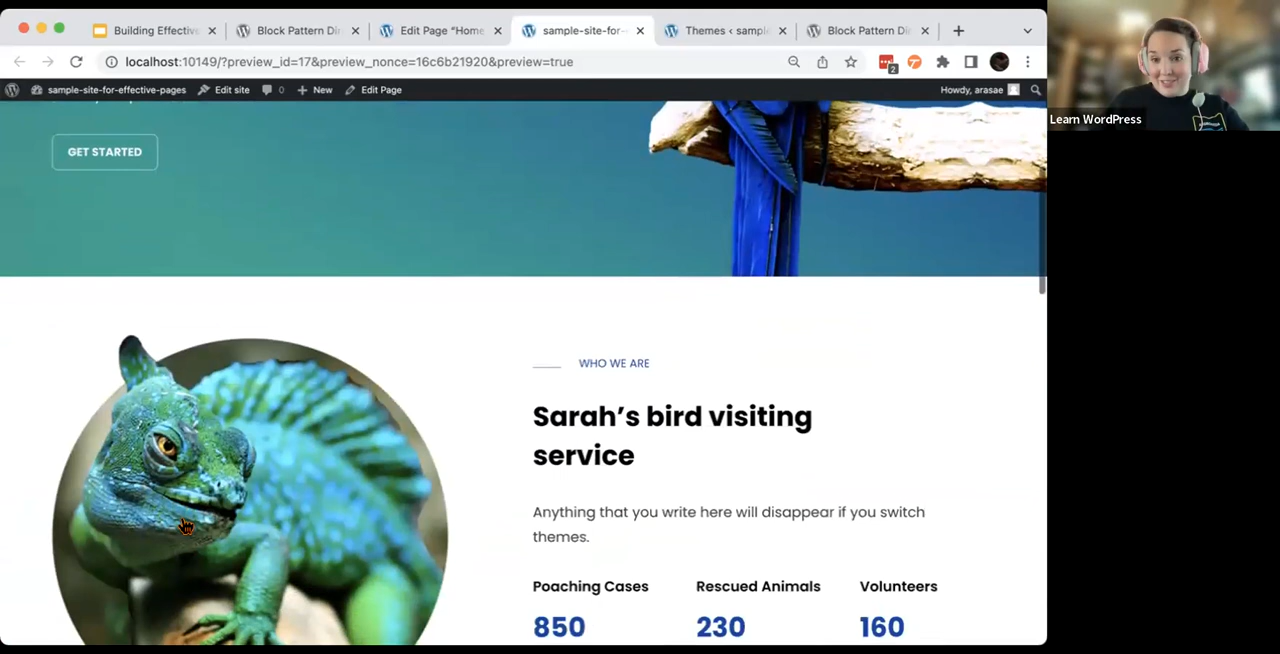 Building Effectiv
Block Pattern Di
Edit Page “Home
sample-site-for-
Themes ‹ sampl
Block Pattern Di
localhost:10149/?preview_id=17&preview_nonce=16c6b21920&preview=true
2
sample-site-for-effective-pages
Edit site
0
New
Edit Page
Howdy, arasae
Learn WordPress
GET STARTED
WHO WE ARE
Sarah’s bird visiting
service
Anything that you write here will disappear if you switch
themes.
Poaching Cases
Rescued Animals
Volunteers
850
230
160